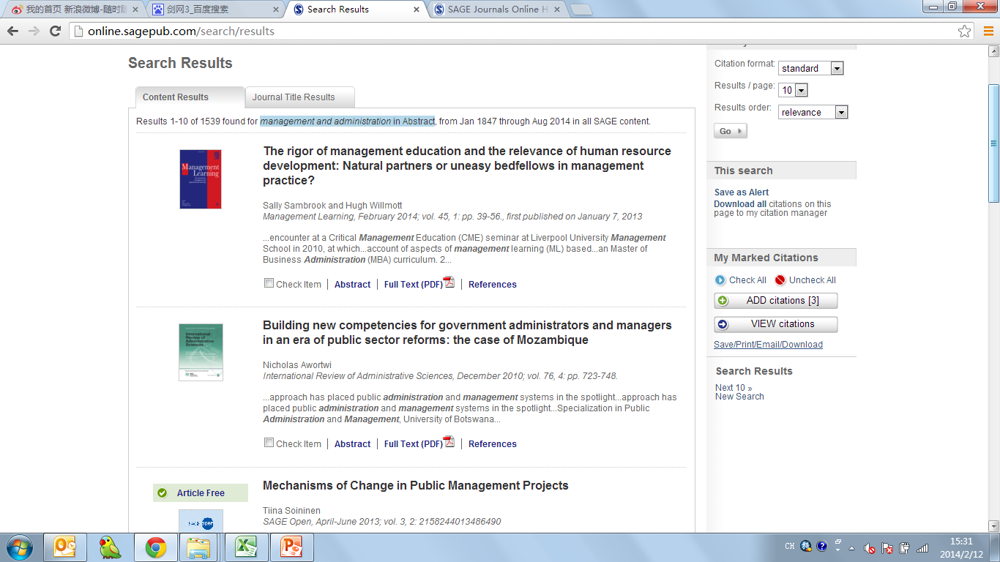 我的首页 新浪微博-随时随
剑网3_百度搜索
Search Results
SAGE Journals Online H
online.sagepub.com/search/results
Search Results
Content Results
Journal Title Results
Results 1-10 of 1539 found for management and administration in Abstract, from Jan 1847 through Aug 2014 in all SAGE content.
Management
Learning
The rigor of management education and the relevance of human resource
development: Natural partners or uneasy bedfellows in management
practice?
Sally Sambrook and Hugh Willmott
Management Learning, February 2014; vol. 45, 1: pp. 39-56., first published on January 7, 2013
...encounter at a Critical Management Education (CME) seminar at Liverpool University Management
School in 2010, at which...account of aspects of management learning (ML) based...an Master of
Business Administration (MBA) curriculum. 2...
Check Item | Abstract | Full Text (PDF) | References
International
Review of
Administrative
Sciences
Building new competencies for government administrators and managers
in an era of public sector reforms: the case of Mozambique
Nicholas Awortwi
International Review of Administrative Sciences, December 2010; vol. 76, 4: pp. 723-748.
...approach has placed public administration and management systems in the spotlight...approach has
placed public administration and management systems in the spotlight...Specialization in Public
Administration and Management, University of Botswana...
Check Item | Abstract | Full Text (PDF) | References
Article Free
Mechanisms of Change in Public Management Projects
Tiina Soininen
SAGE Open, April-June 2013; vol. 3, 2: 2158244013486490
Citation format: standard
Results / page: 10
Results order: relevance
Go
This search
Save as Alert
Download all citations on this
page to my citation manager
My Marked Citations
Check All Uncheck All
ADD citations [3]
VIEW citations
Save/Print/Email/Download
Search Results
Next 10 »
New Search
CH
15:31
2014/2/12